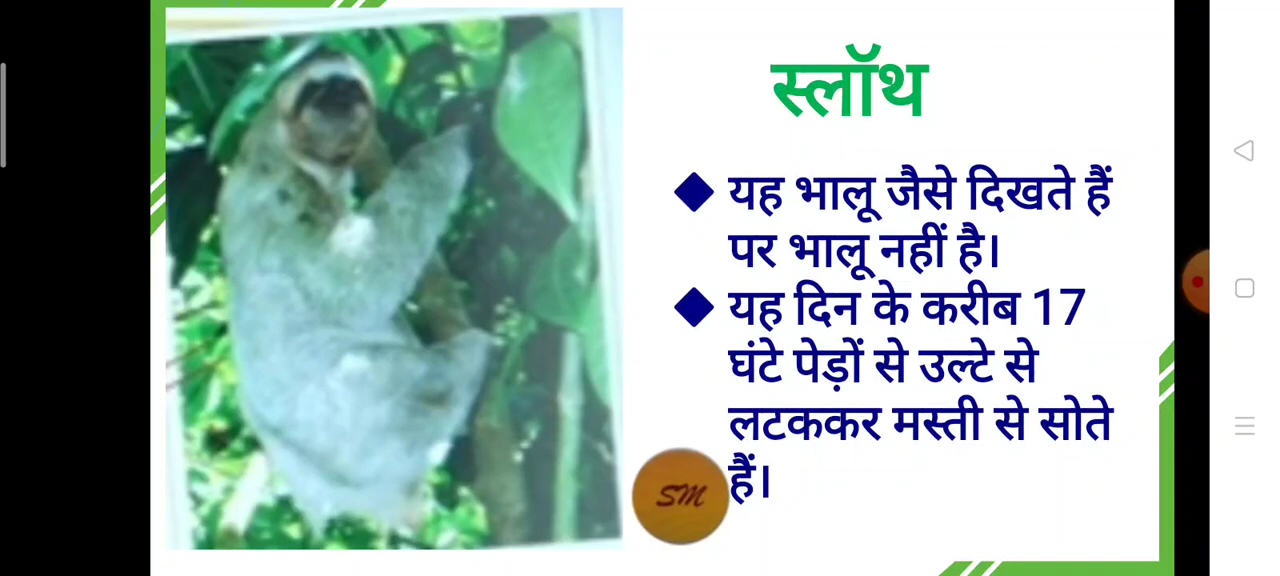 स्लॉथ
◆ यह भालू जैसे दिखते हैं
पर भालू नहीं है।
◆ यह दिन के करीब 17
घंटे पेड़ों से उल्टे से
लटककर मस्ती से सोते
हैं।
SM